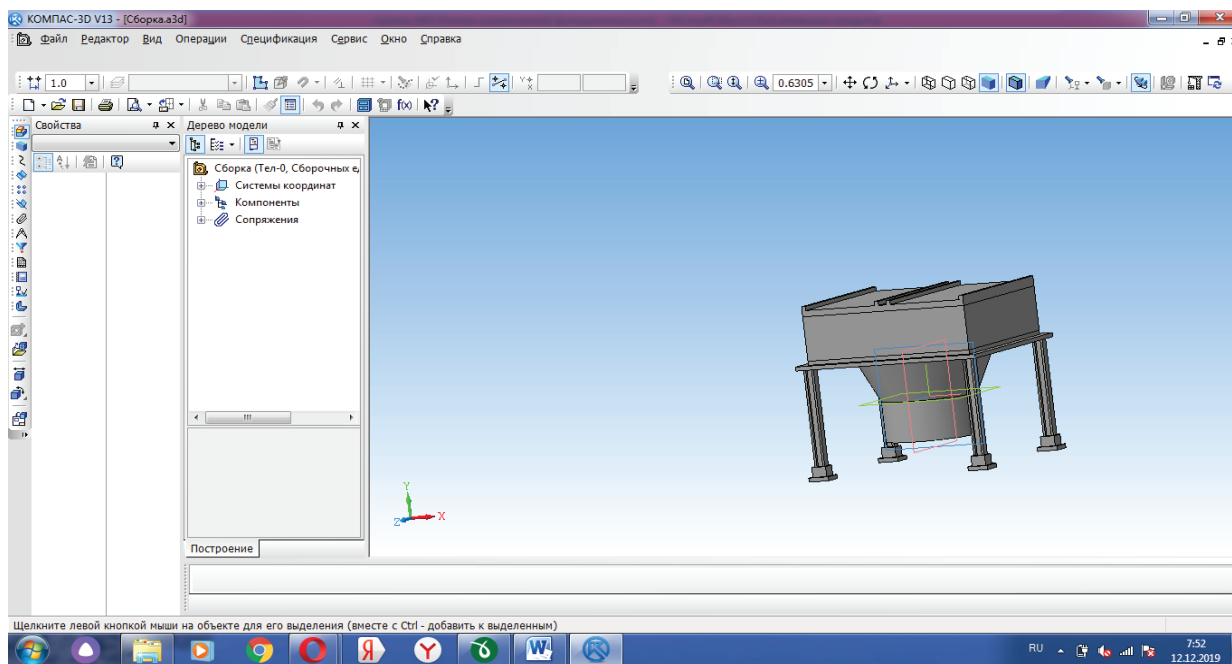 КОМПАС-3D V13 - [Сборка.a3d]
Файл Редактор Вид Операции Спецификация Сервис Окно Справка
1.0
0.6305
f(x)
Свойства
Дерево модели
Сборка (Тел-0, Сборочных е
Системы координат
Компоненты
Сопряжения
Y
Z
X
Построение
Щелкните левой кнопкой мыши на объекте для его выделения (вместе с Ctrl - добавить к выделенным)
RU
7:52
12.12.2019